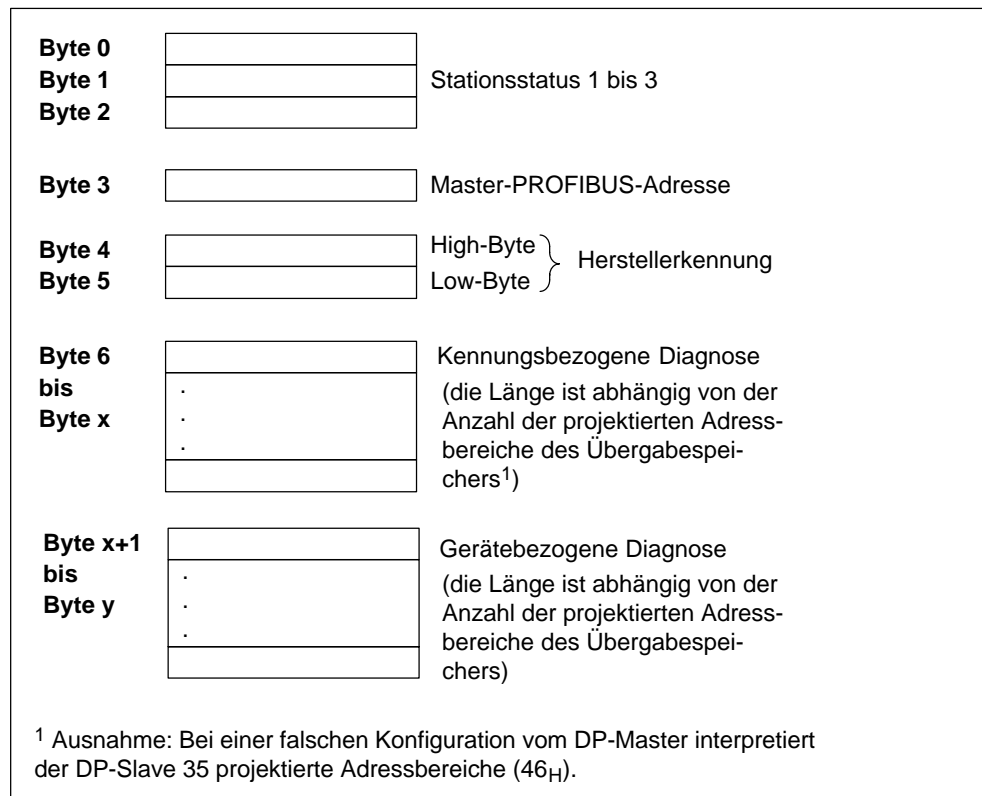 Byte 0
Byte 1 Stationsstatus 1 bis 3
Byte 2
Byte 3 Master-PROFIBUS-Adresse
Byte 4 High-Byte
Herstellerkennung
Byte 5 Low-Byte
Byte 6 Kennungsbezogene Diagnose
bis (die Länge ist abhängig von der
Byte x Anzahl der projektierten Adress-
bereiche des Übergabespei-
chers¹)
Byte x+1 Gerätebezogene Diagnose
bis (die Länge ist abhängig von der
Byte y Anzahl der projektierten Adress-
bereiche des Übergabespei-
chers)
¹ Ausnahme: Bei einer falschen Konfiguration vom DP-Master interpretiert
der DP-Slave 35 projektierte Adressbereiche (46H).